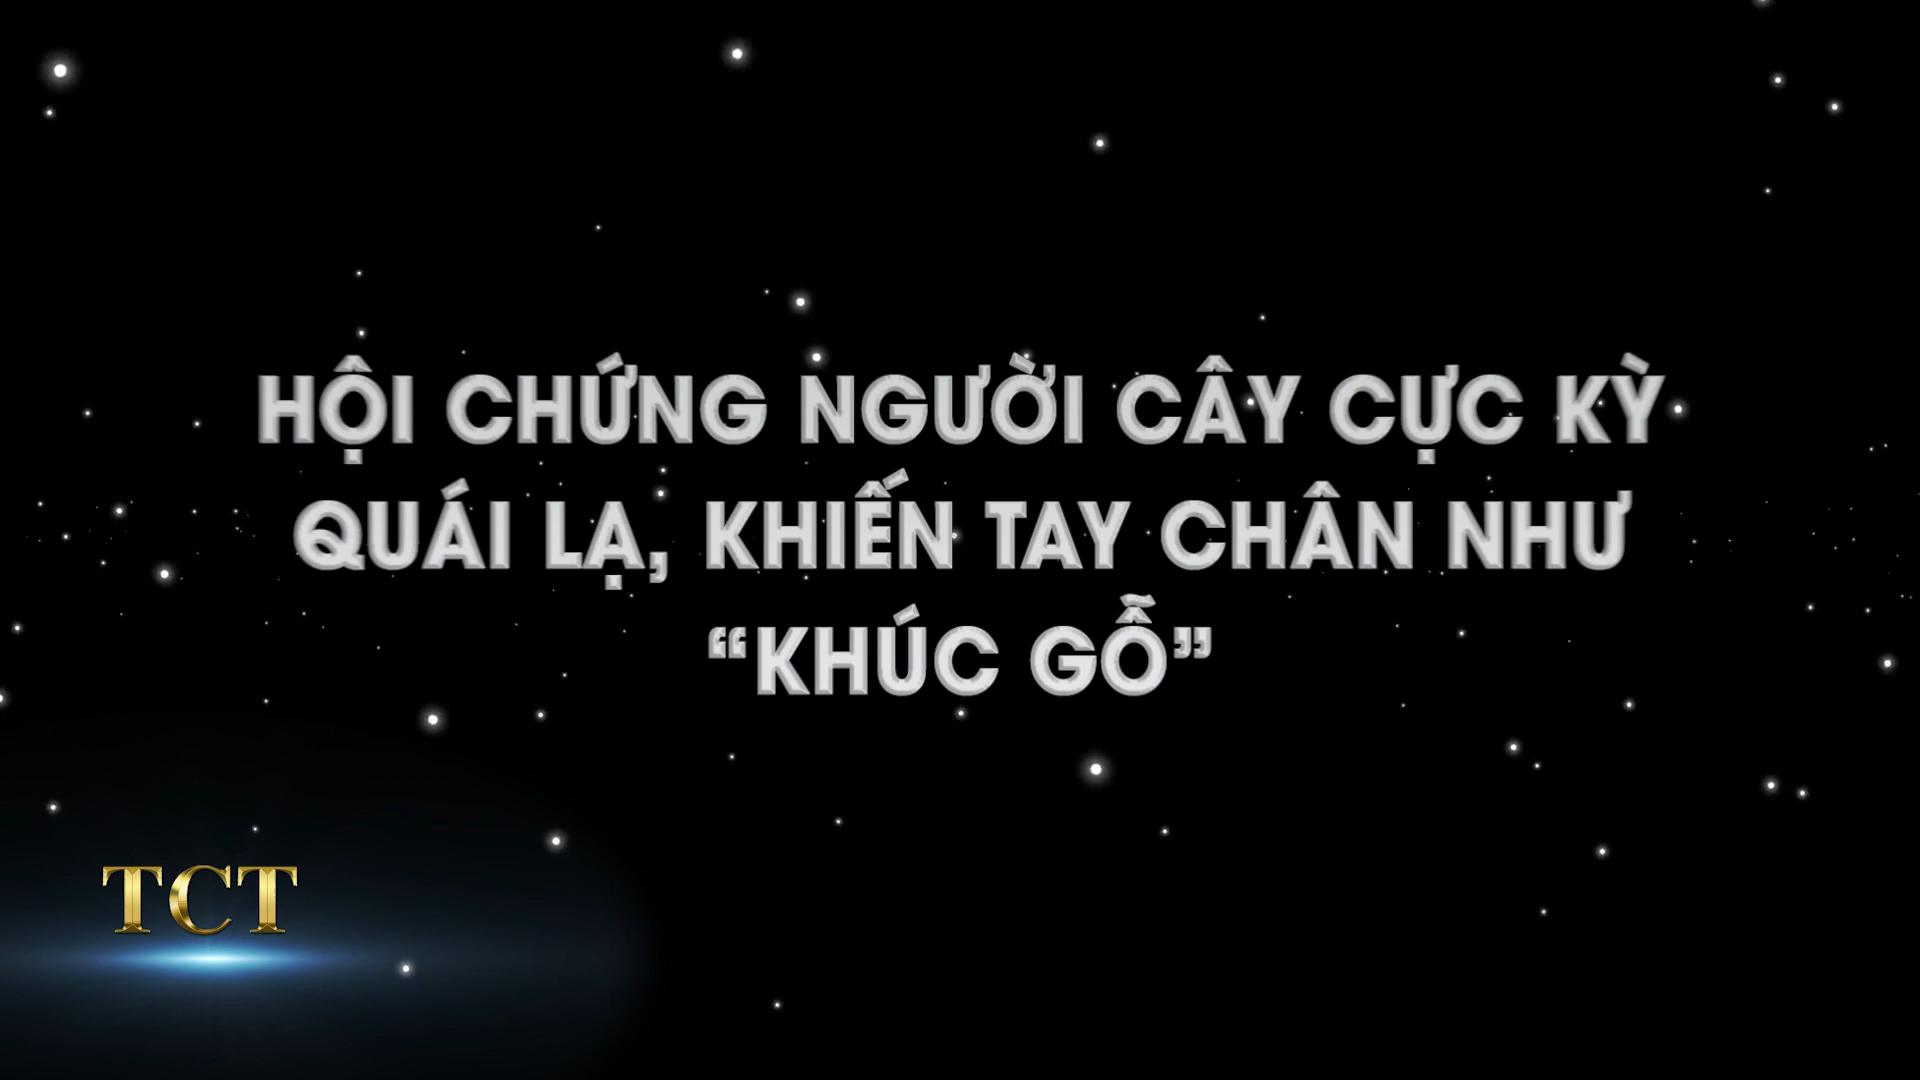 HỘI CHỨNG NGƯỜI CÂY CỰC KỲ
QUÁI LẠ, KHIẾN TAY CHÂN NHƯ
“KHÚC GỖ”
TCT